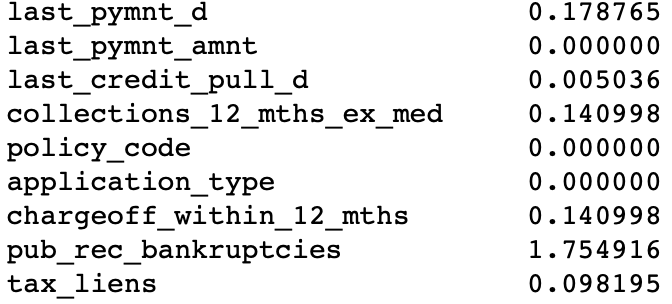 last_pymnt_d 0.178765
last_pymnt_amnt 0.000000
last_credit_pull_d 0.005036
collections_12_mths_ex_med 0.140998
policy_code 0.000000
application_type 0.000000
chargeoff_within_12_mths 0.140998
pub_rec_bankruptcies 1.754916
tax_liens 0.098195